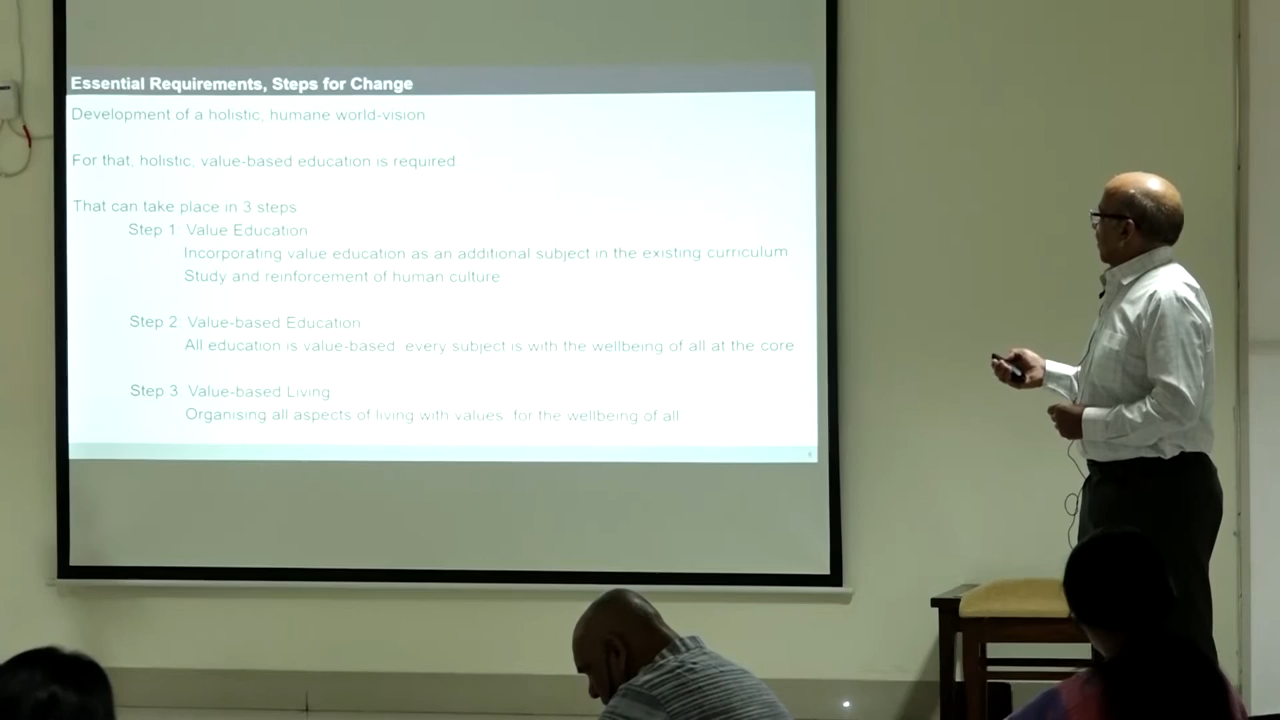 Essential Requirements, Steps for Change
Development of a holistic, humane world-vision
For that, holistic, value-based education is required
That can take place in 3 steps
Step 1: Value Education
Incorporating value education as an additional subject in the existing curriculum
Study and reinforcement of human culture
Step 2: Value-based Education
All education is value-based, every subject is with the wellbeing of all at the core
Step 3: Value-based Living
Organising all aspects of living with values, for the wellbeing of all